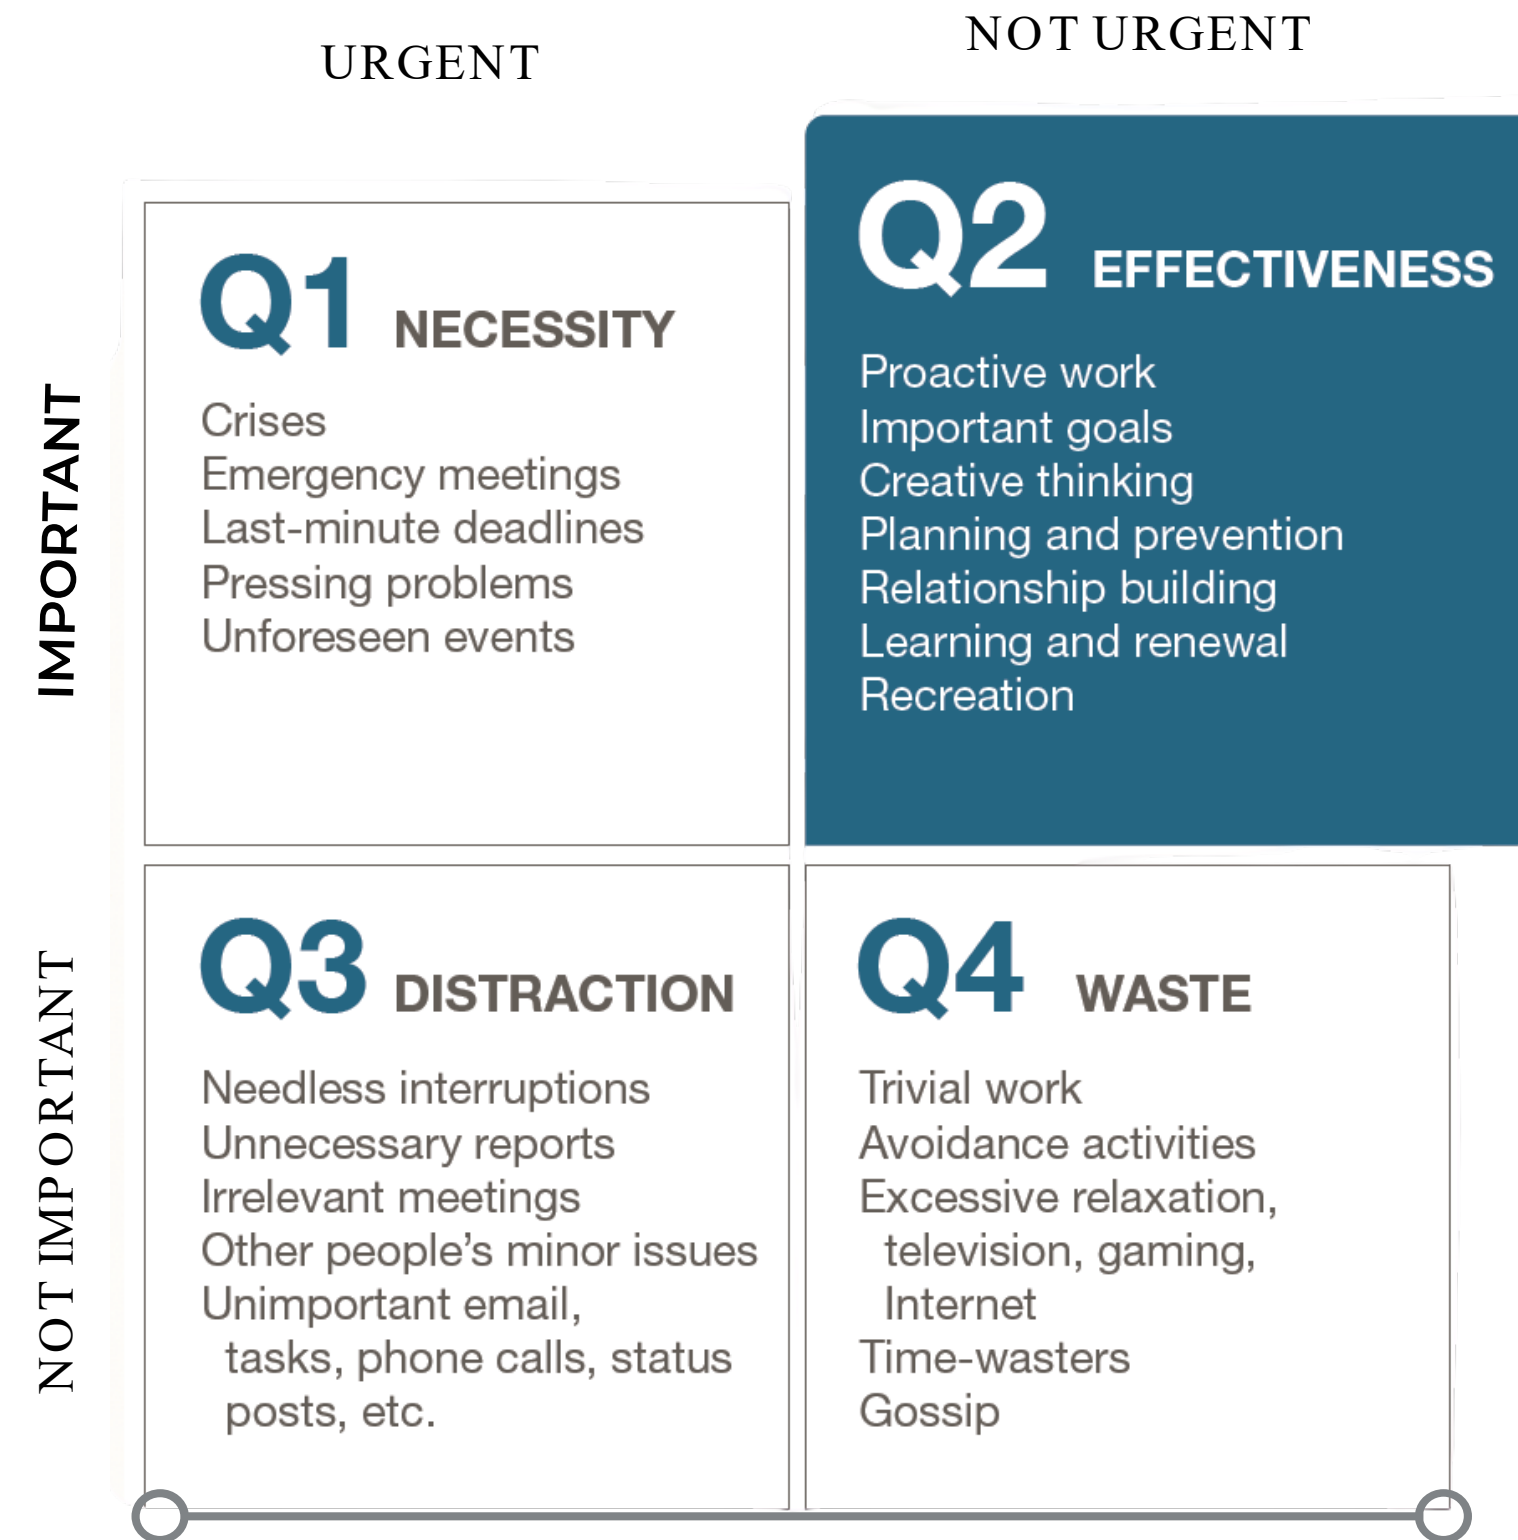 URGENT
NOT URGENT
IMPORTANT
Q1 NECESSITY
Crises
Emergency meetings
Last-minute deadlines
Pressing problems
Unforeseen events
Q2 EFFECTIVENESS
Proactive work
Important goals
Creative thinking
Planning and prevention
Relationship building
Learning and renewal
Recreation
NOT IMPORTANT
Q3 DISTRACTION
Needless interruptions
Unnecessary reports
Irrelevant meetings
Other people’s minor issues
Unimportant email,
tasks, phone calls, status
posts, etc.
Q4 WASTE
Trivial work
Avoidance activities
Excessive relaxation,
television, gaming,
Internet
Time-wasters
Gossip